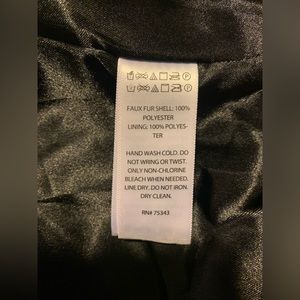 FAUX FUR SHELL: 100%
POLYESTER
LINING: 100% POLYES-
TER
HAND WASH COLD. DO
NOT WRING OR TWIST.
ONLY NON-CHLORINE
BLEACH WHEN NEEDED.
LINE DRY. DO NOT IRON.
DRY CLEAN.
RN# 75343